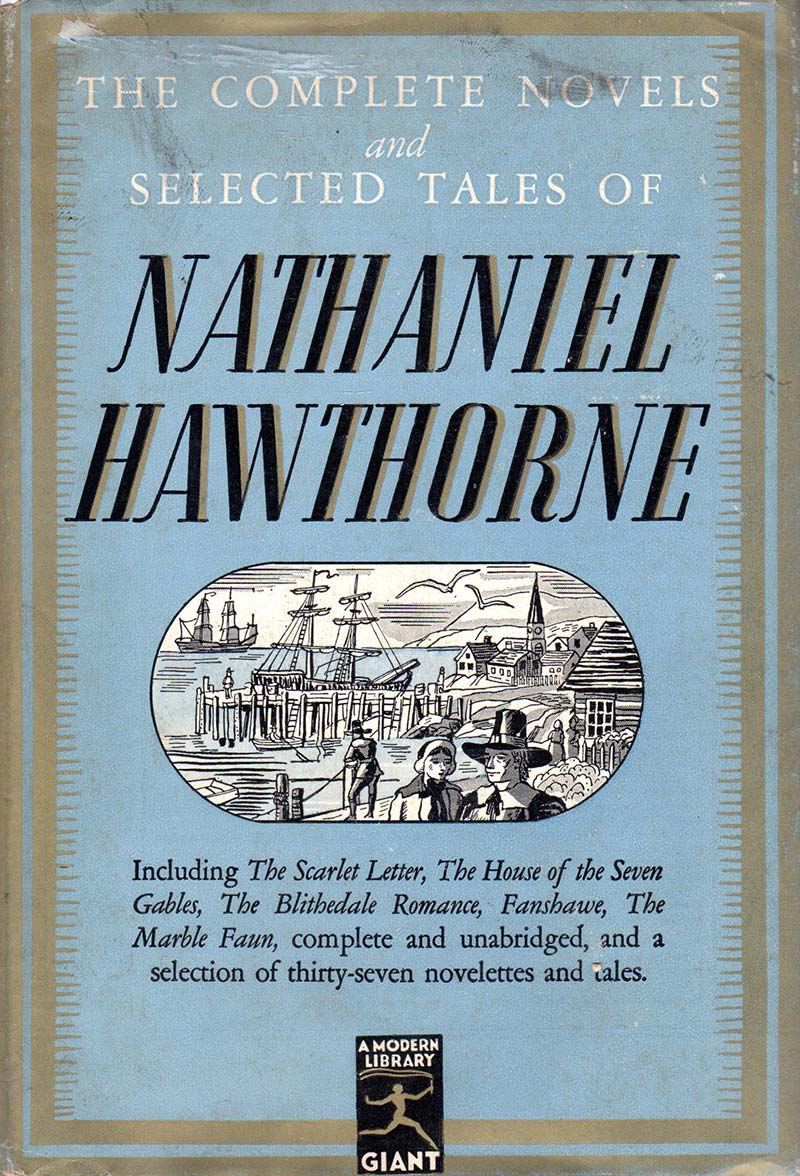 THE COMPLETE NOVELS
and
SELECTED TALES OF
NATHANIEL
HAWTHORNE
Including The Scarlet Letter, The House of the Seven
Gables, The Blithedale Romance, Fanshawe, The
Marble Faun, complete and unabridged, and a
selection of thirty-seven novelettes and tales.
A MODERN
LIBRARY
GIANT